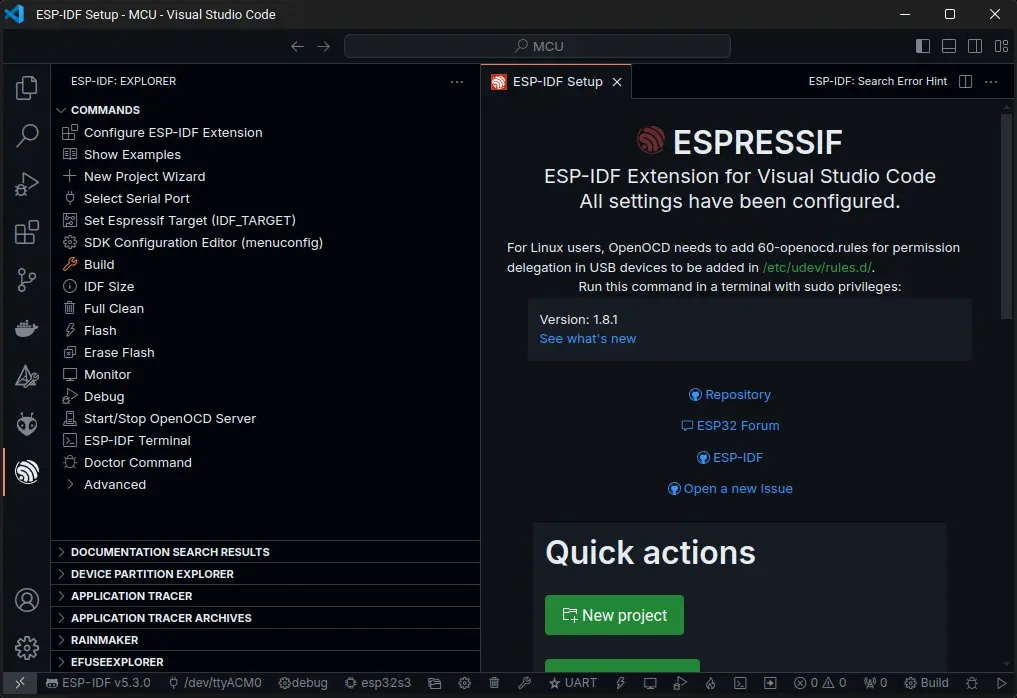 ESP-IDF Setup - MCU - Visual Studio Code
MCU
ESP-IDF: EXPLORER
COMMANDS
Configure ESP-IDF Extension
Show Examples
New Project Wizard
Select Serial Port
Set Espressif Target (IDF_TARGET)
SDK Configuration Editor (menuconfig)
Build
IDF Size
Full Clean
Flash
Erase Flash
Monitor
Debug
Start/Stop OpenOCD Server
ESP-IDF Terminal
Doctor Command
Advanced
DOCUMENTATION SEARCH RESULTS
DEVICE PARTITION EXPLORER
APPLICATION TRACER
APPLICATION TRACER ARCHIVES
RAINMAKER
EFUSEEXPLORER
ESP-IDF Setup
ESP-IDF: Search Error Hint
ESPRESSIF
ESP-IDF Extension for Visual Studio Code
All settings have been configured.
For Linux users, OpenOCD needs to add 60-openocd.rules for permission
delegation in USB devices to be added in /etc/udev/rules.d/.
Run this command in a terminal with sudo privileges:
Version: 1.8.1
See what's new
Repository
ESP32 Forum
ESP-IDF
Open a new Issue
Quick actions
New project
ESP-IDF v5.3.0 /dev/ttyACM0 debug esp32s3 UART 0 0 0 Build